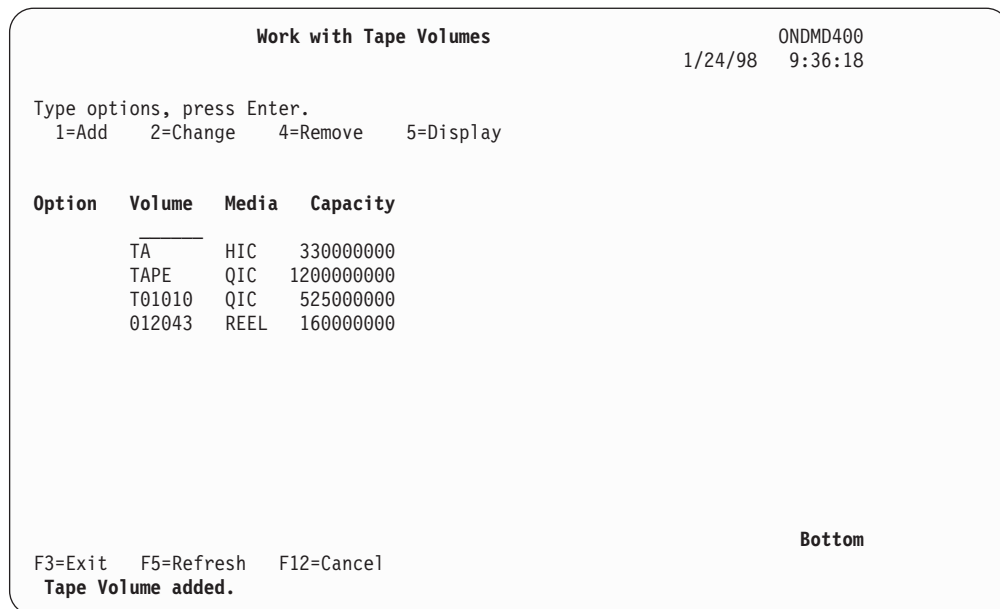 Work with Tape Volumes ONDMD400
1/24/98 9:36:18
Type options, press Enter.
1=Add 2=Change 4=Remove 5=Display
Option Volume Media Capacity
______
TA HIC 330000000
TAPE QIC 1200000000
T01010 QIC 525000000
012043 REEL 160000000
Bottom
F3=Exit F5=Refresh F12=Cancel
Tape Volume added.